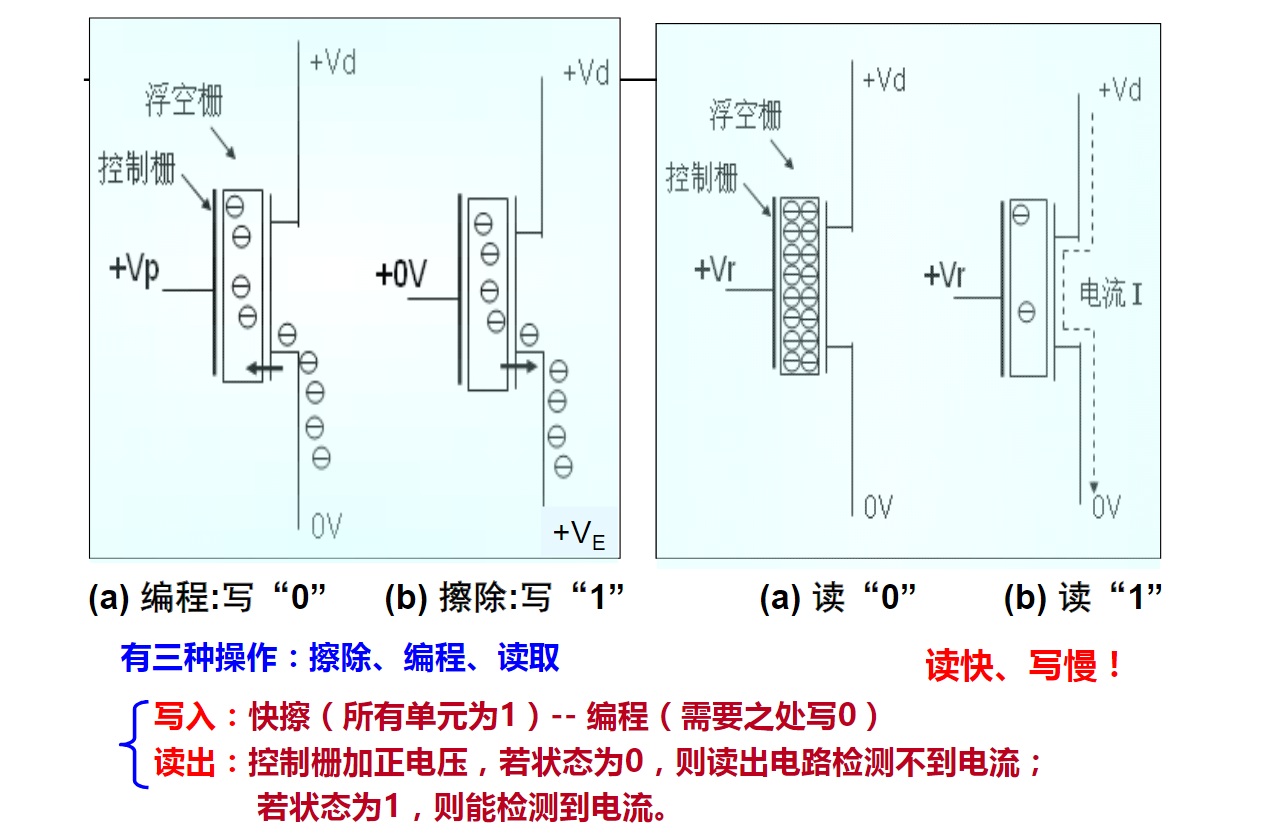 +Vd
浮空栅
控制栅
+Vp
0V
+Vd
+0V
+VE
+Vd
浮空栅
控制栅
+Vr
0V
+Vd
+Vr
电流 I
0V
(a) 编程:写“0”
(b) 擦除:写“1”
(a) 读“0”
(b) 读“1”
有三种操作：擦除、编程、读取
读快、写慢！
写入：快擦（所有单元为1）-- 编程（需要之处写0）
读出：控制栅加正电压，若状态为0，则读出电路检测不到电流；
若状态为1，则能检测到电流。